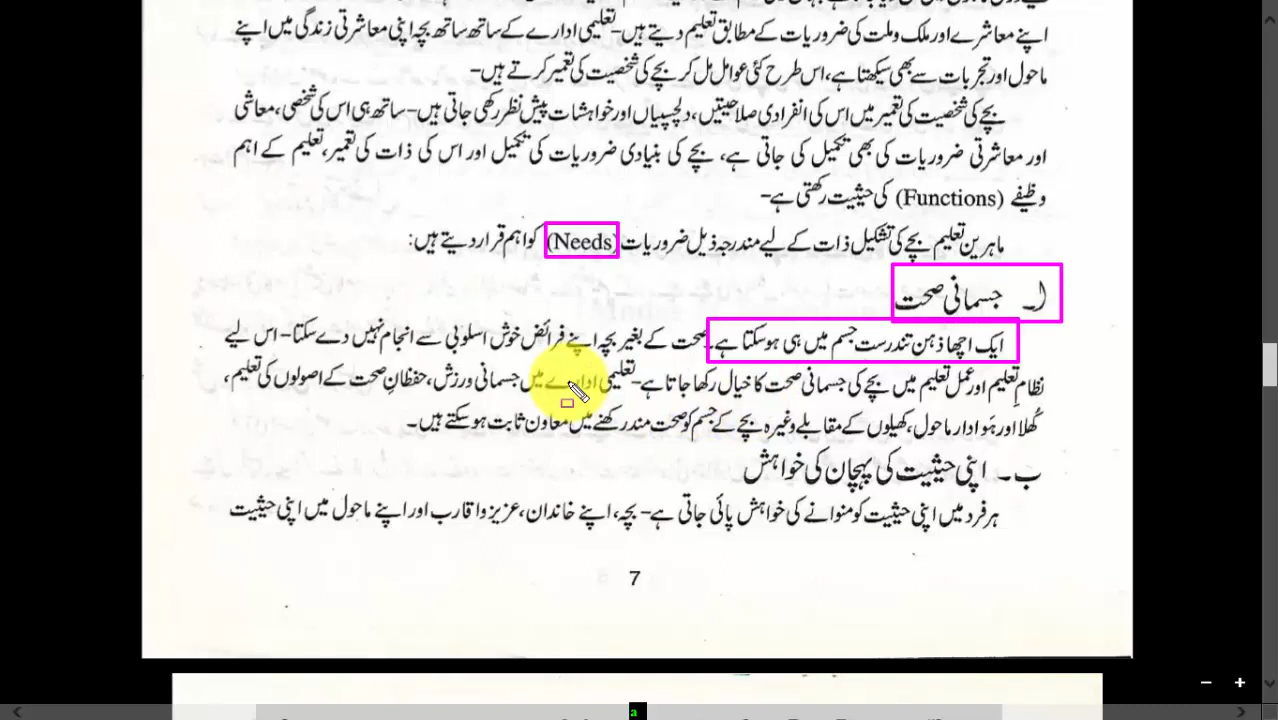 اپنے معاشرے اور ملک و ملت کی ضروریات کے مطابق تعلیم دیتے ہیں۔ تعلیمی ادارے کے ساتھ ساتھ بچہ اپنی معاشرتی زندگی میں اپنے
ماحول اور تجربات سے بھی سیکھتا ہے، اس طرح کئی عوامل مل کر بچے کی شخصیت کی تعمیر کرتے ہیں۔
بچے کی شخصیت کی تعمیر میں اس کی انفرادی صلاحیتیں، دلچسپیاں اور خواہشات پیش نظر رکھی جاتی ہیں۔ ساتھ ہی اس کی شخصی، معاشی
اور معاشرتی ضروریات کی بھی تکمیل کی جاتی ہے، بچے کی بنیادی ضروریات کی تکمیل اور اس کی ذات کی تعمیر، تعلیم کے اہم
وظیفے (Functions) کی حیثیت رکھتی ہے۔
ماہرین تعلیم بچے کی تشکیل ذات کے لیے مندرجہ ذیل ضروریات (Needs) کو اہم قرار دیتے ہیں:
ا۔ جسمانی صحت
ایک اچھا ذہن تندرست جسم میں ہی ہو سکتا ہے۔ صحت کے بغیر بچہ اپنے فرائض خوش اسلوبی سے انجام نہیں دے سکتا۔ اس لیے
نظامِ تعلیم اور عمل تعلیم میں بچے کی جسمانی صحت کا خیال رکھا جاتا ہے۔ تعلیمی ادارے میں جسمانی ورزش، حفظانِ صحت کے اصولوں کی تعلیم،
کُھلا اور ہَوادار ماحول، کھیلوں کے مقابلے وغیرہ بچے کے جسم کو صحت مند رکھنے میں معاون ثابت ہو سکتے ہیں۔
ب۔ اپنی حیثیت کی پہچان کی خواہش
ہر فرد میں اپنی حیثیت کو منوانے کی خواہش پائی جاتی ہے۔ بچہ، اپنے خاندان، عزیز و اقارب اور اپنے ماحول میں اپنی حیثیت
7
a